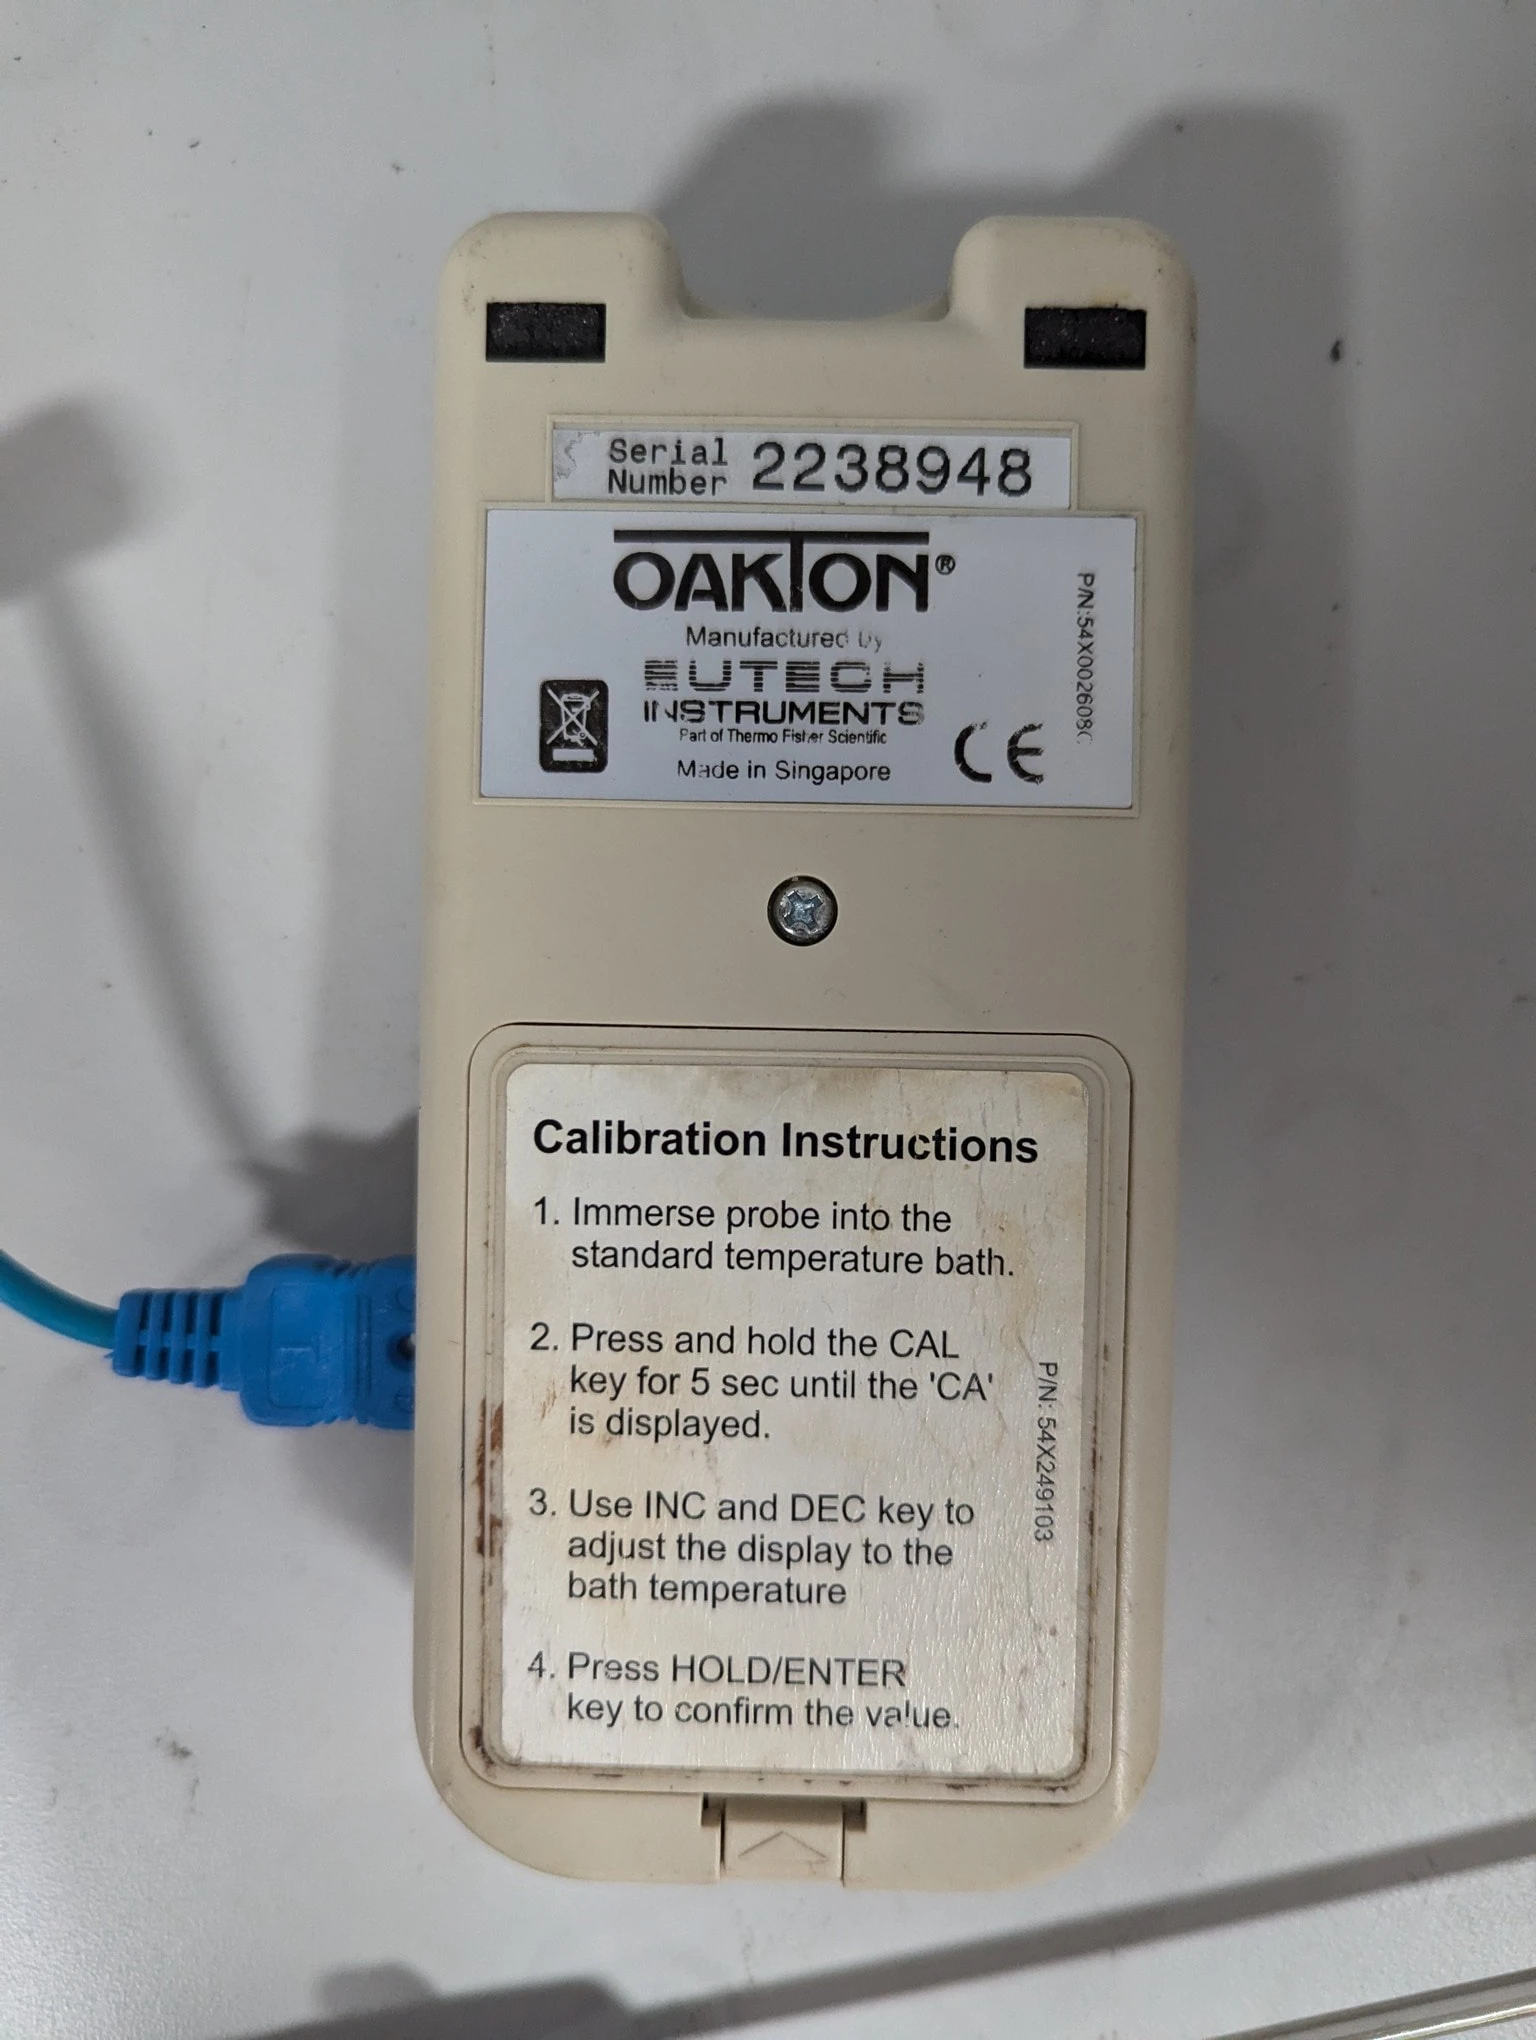 Serial
Number 2238948
OAKTON®
Manufactured by
EUTECH
INSTRUMENTS
Part of Thermo Fisher Scientific
Made in Singapore
CE
P/N:54X002608C
Calibration Instructions
1. Immerse probe into the
standard temperature bath.
2. Press and hold the CAL
key for 5 sec until the 'CA'
is displayed.
3. Use INC and DEC key to
adjust the display to the
bath temperature
4. Press HOLD/ENTER
key to confirm the value.
P/N: 54X249103